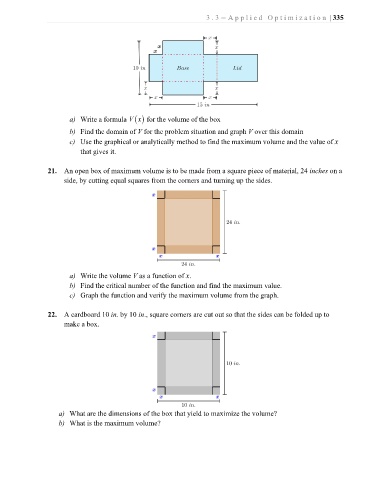 3.3 – Applied Optimization | 335
x
x
x
x
10 in
Base
Lid
x
x
x
x
15 in
a) Write a formula V(x) for the volume of the box
b) Find the domain of V for the problem situation and graph V over this domain
c) Use the graphical or analytically method to find the maximum volume and the value of x
that gives it.
21. An open box of maximum volume is to be made from a square piece of material, 24 inches on a
side, by cutting equal squares from the corners and turning up the sides.
x
24 in.
x
x
x
24 in.
a) Write the volume V as a function of x.
b) Find the critical number of the function and find the maximum value.
c) Graph the function and verify the maximum volume from the graph.
22. A cardboard 10 in. by 10 in., square corners are cut out so that the sides can be folded up to
make a box.
x
10 in.
x
x
x
10 in.
a) What are the dimensions of the box that yield to maximize the volume?
b) What is the maximum volume?